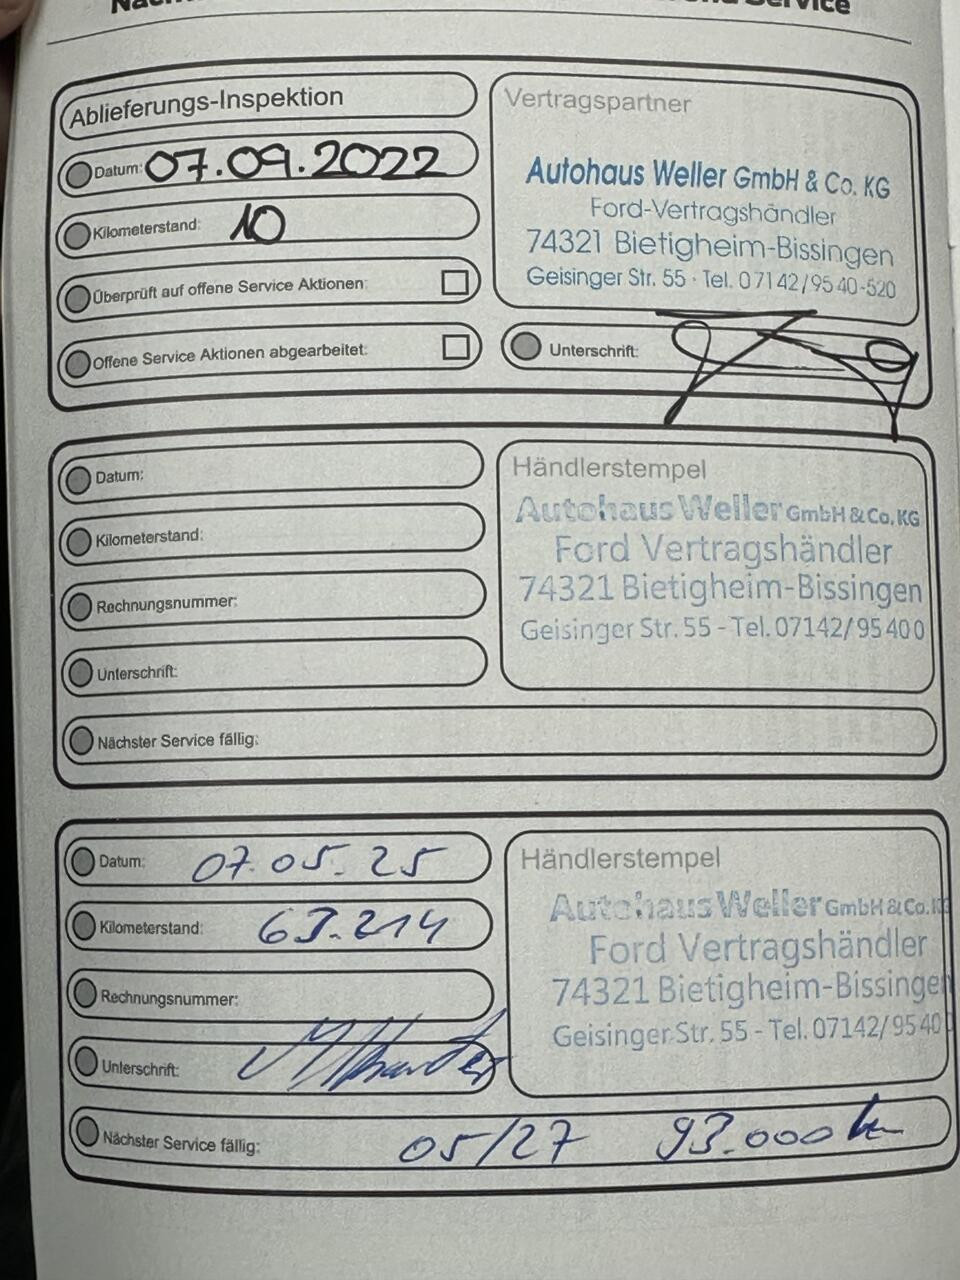 Service
Ablieferungs-Inspektion
Datum: 07.09.2022
Kilometerstand: 10
Überprüft auf offene Service Aktionen:
Offene Service Aktionen abgearbeitet:
Vertragspartner
Autohaus Weller GmbH & Co. KG
Ford-Vertragshändler
74321 Bietigheim-Bissingen
Geisinger Str. 55 · Tel. 07142/9540-520
Unterschrift:
Datum:
Kilometerstand:
Rechnungsnummer:
Unterschrift:
Händlerstempel
Autohaus Weller GmbH & Co. KG
Ford Vertragshändler
74321 Bietigheim-Bissingen
Geisinger Str. 55 - Tel. 07142/95400
Nächster Service fällig:
Datum: 07.05.25
Kilometerstand: 63.214
Rechnungsnummer:
Unterschrift:
Händlerstempel
Autohaus Weller GmbH & Co. K
Ford Vertragshändler
74321 Bietigheim-Bissingen
Geisinger Str. 55 - Tel. 07142/9540
Nächster Service fällig: 05/27 93.000 km